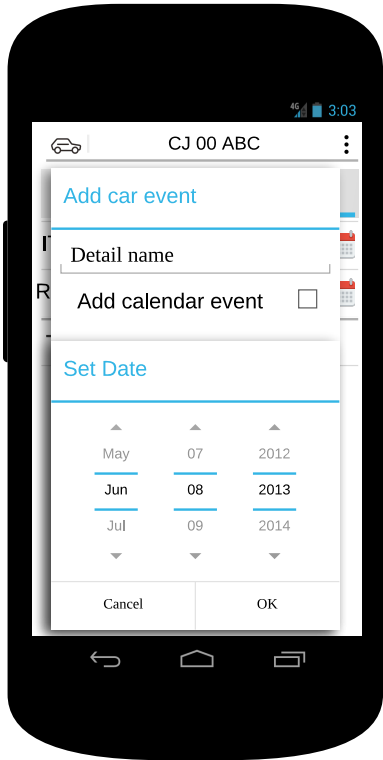 4G 3:03
CJ 00 ABC
Add car event
Detail name
Add calendar event
Set Date
May 07 2012
Jun 08 2013
Jul 09 2014
Cancel OK